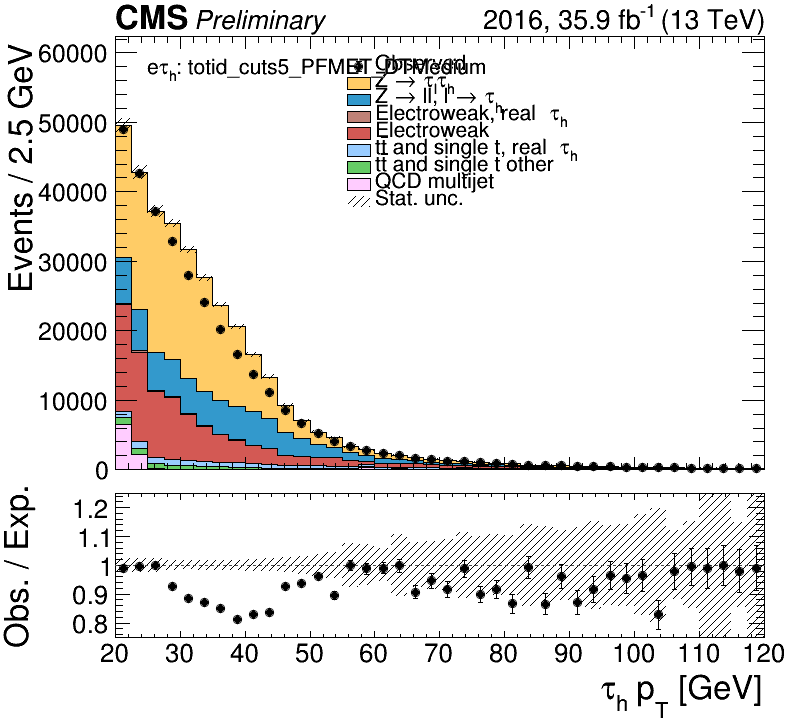 CMS Preliminary 2016, 35.9 fb⁻¹ (13 TeV)
Events / 2.5 GeV
60000
50000
40000
30000
20000
10000
0
eτh: totid_cuts5_PFMET_DTMedium
Observed
Z → τlτh
Z → ll, l → τh
Electroweak, real τh
Electroweak
tt̄ and single t, real τh
tt̄ and single t other
QCD multijet
Stat. unc.
Obs. / Exp.
1.2
1.1
1
0.9
0.8
20 30 40 50 60 70 80 90 100 110 120
τh pT [GeV]